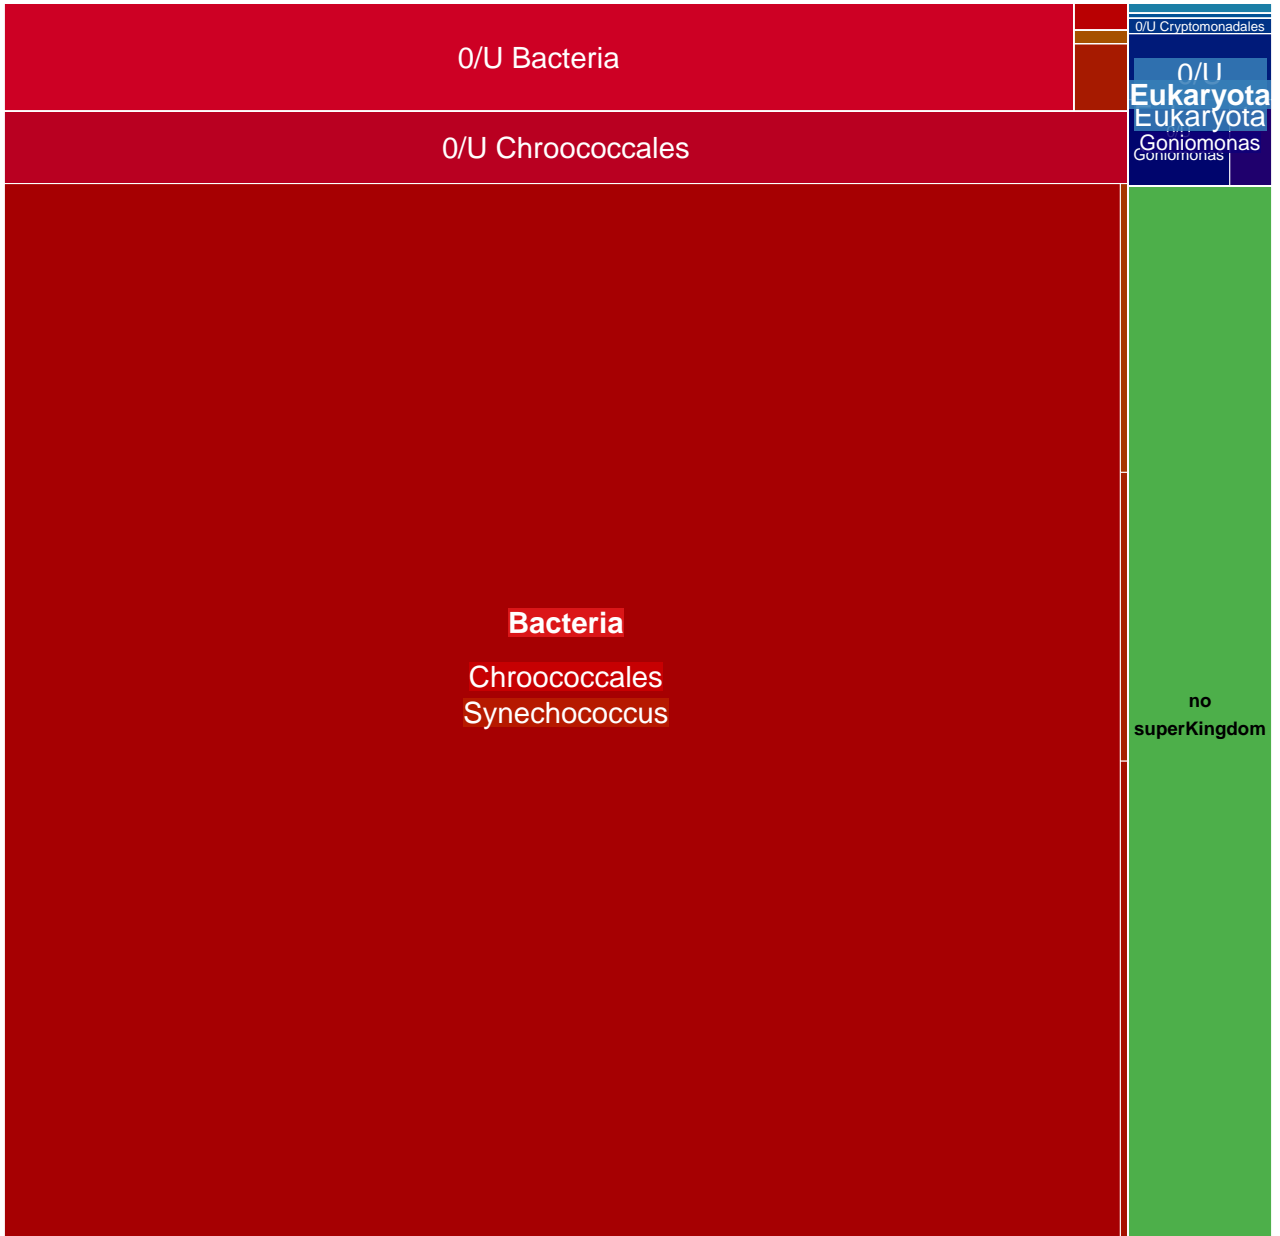 0/U Bacteria
0/U Chroococcales
Bacteria
Chroococcales
Synechococcus
0/U Cryptomonadales
0/U
Eukaryota
Eukaryota
Goniomonas
Goniomonas
no
superKingdom